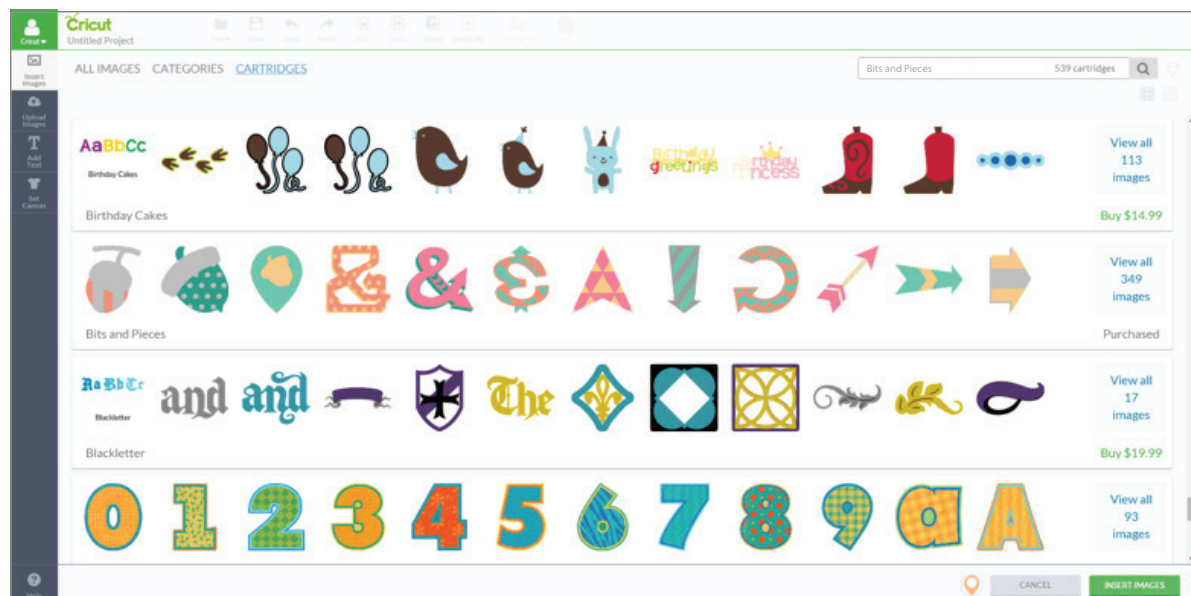 Cricut
Cricut
Untitled Project
Insert
Images
Upload
Images
Add
Text
Set
Canvas
ALL IMAGES CATEGORIES CARTRIDGES
Bits and Pieces 539 cartridges
AaBbCc
Birthday Cakes
Birthday
greetings
View all
113
images
Birthday Cakes
Buy $14.99
& &
View all
349
images
Bits and Pieces
Purchased
Aa Bb Cc
Blackletter
and and The
View all
17
images
Blackletter
Buy $19.99
0 1 2 3 4 5 6 7 8 9 a A
View all
93
images
CANCEL INSERT IMAGES